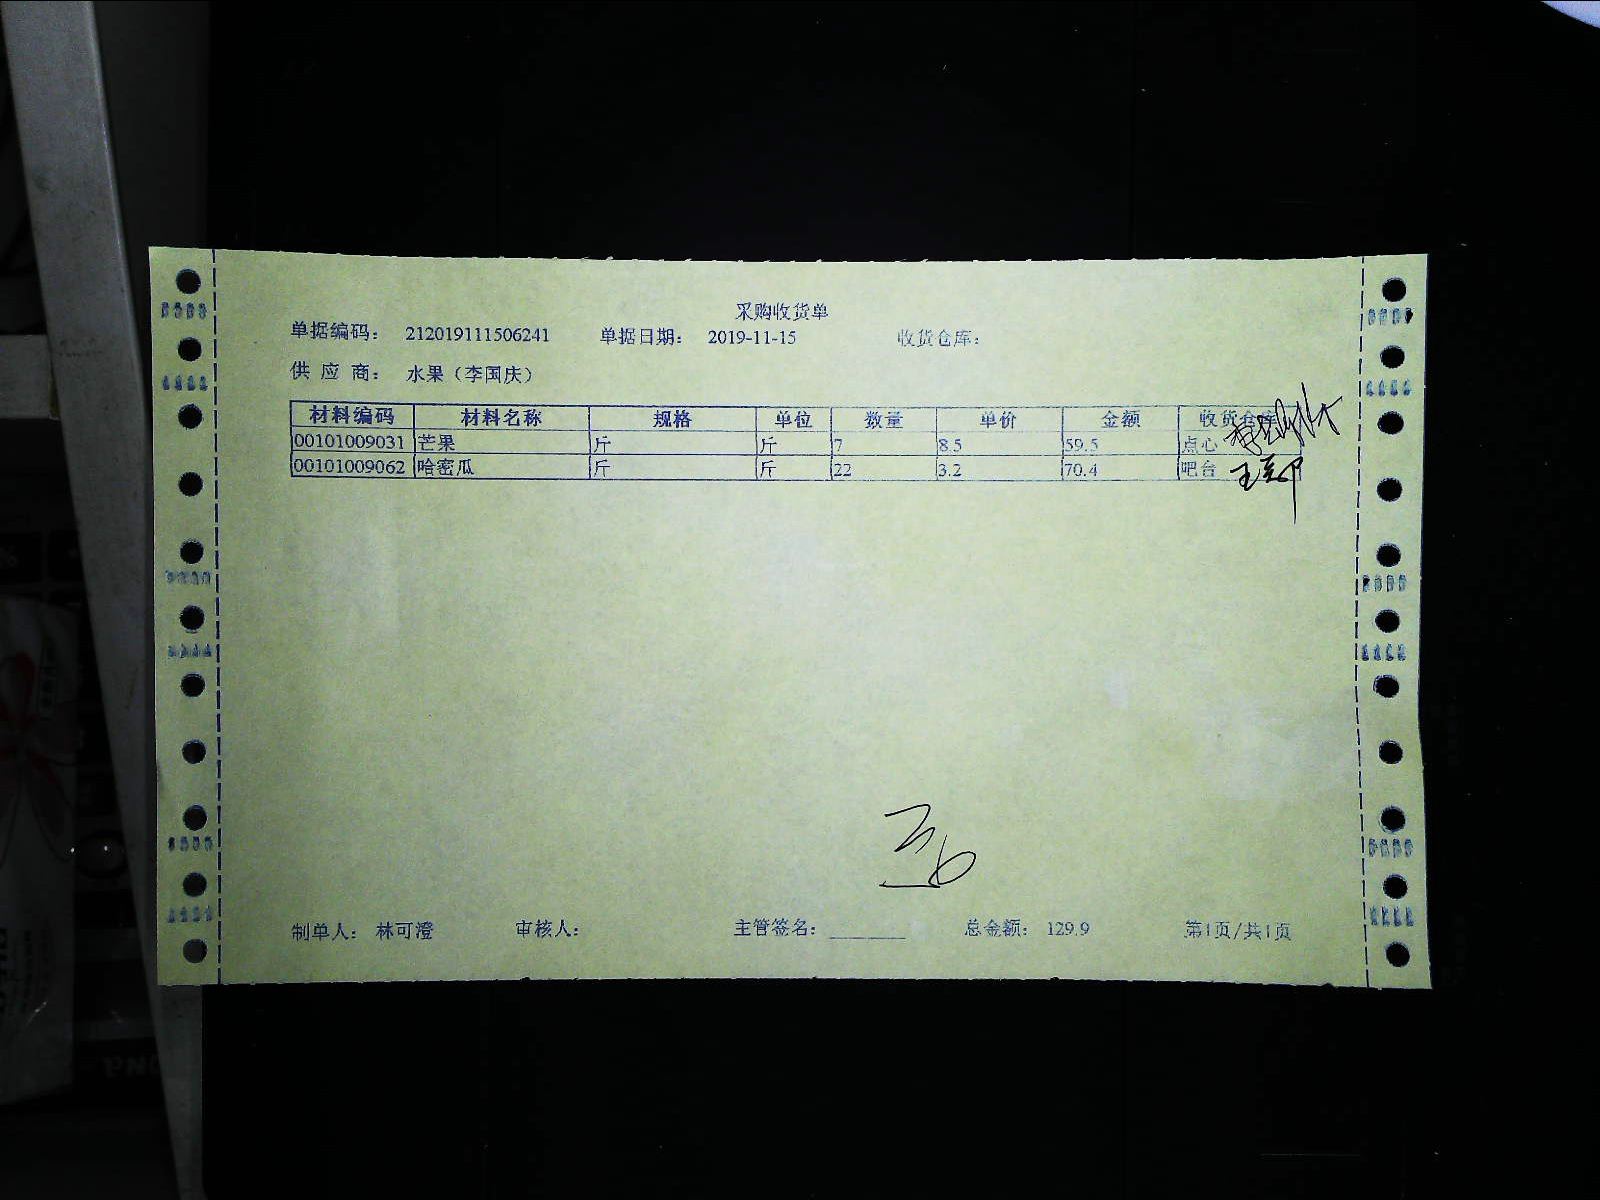 采购收货单
单据编码： 212019111506241 单据日期： 2019-11-15 收货仓库：
供 应 商： 水果（李国庆）
材料编码 材料名称 规格 单位 数量 单价 金额 收货仓库
00101009031 芒果 斤 斤 7 8.5 59.5 点心
00101009062 哈密瓜 斤 斤 22 3.2 70.4 吧台
制单人： 林可澄 审核人： 主管签名： 总金额： 129.9 第1页/共1页